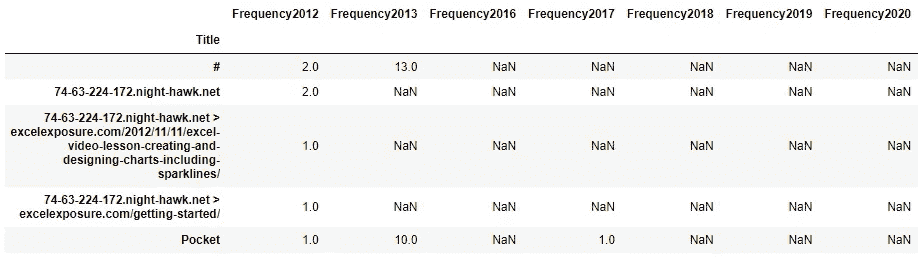 Frequency2012 Frequency2013 Frequency2016 Frequency2017 Frequency2018 Frequency2019 Frequency2020
Title
# 2.0 13.0 NaN NaN NaN NaN NaN
74-63-224-172.night-hawk.net 2.0 NaN NaN NaN NaN NaN NaN
74-63-224-172.night-hawk.net >
excelexposure.com/2012/11/11/excel-
video-lesson-creating-and-
designing-charts-including-
sparklines/
1.0 NaN NaN NaN NaN NaN NaN
74-63-224-172.night-hawk.net >
excelexposure.com/getting-started/
1.0 NaN NaN NaN NaN NaN NaN
Pocket 1.0 10.0 NaN 1.0 NaN NaN NaN